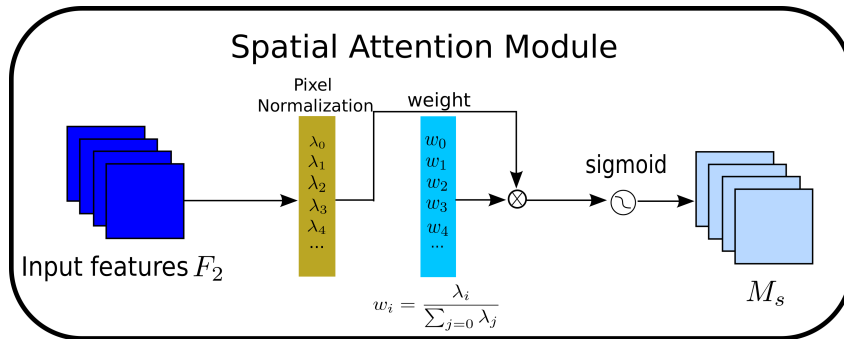 Spatial Attention Module
Pixel
Normalization
weight
λ₀
λ₁
λ₂
λ₃
λ₄
...
w₀
w₁
w₂
w₃
w₄
...
sigmoid
Input features F₂
wᵢ = λᵢ / ∑ⱼ₌₀ λⱼ
Mₛ